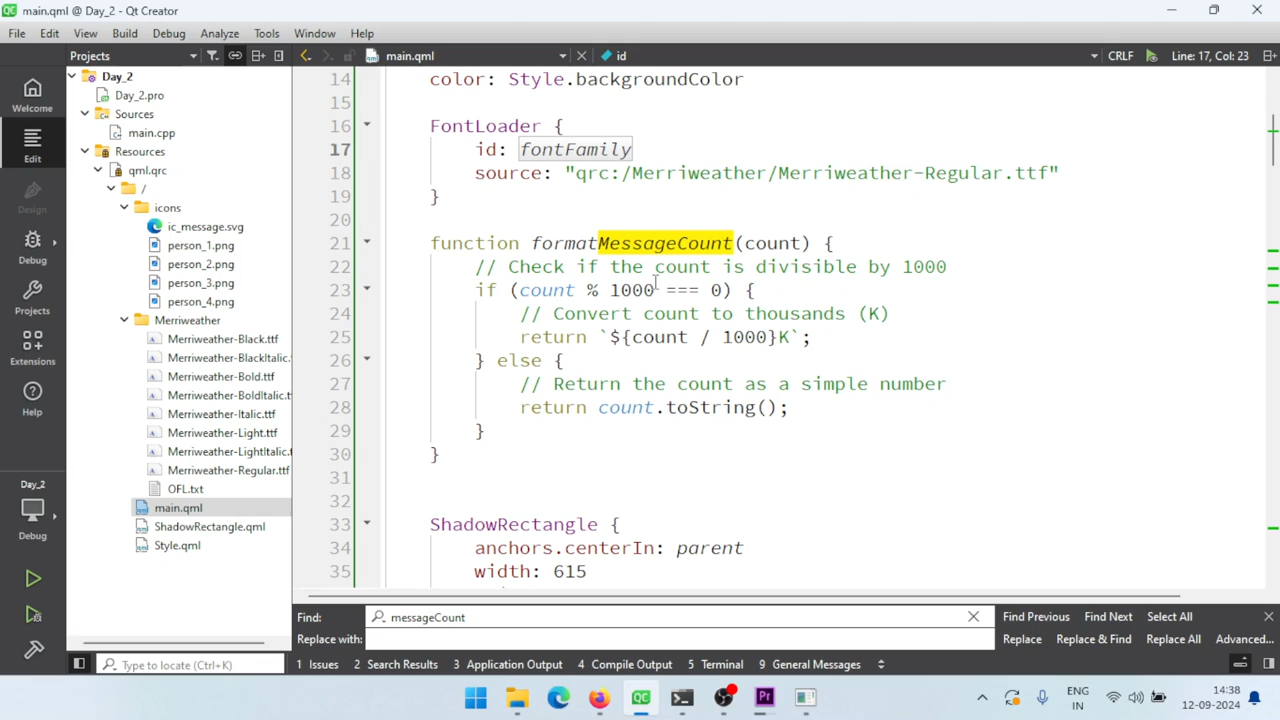 main.qml @ Day_2 - Qt Creator
File Edit View Build Debug Analyze Tools Window Help
Projects main.qml id CRLF Line: 17, Col: 23
Welcome
Edit
Design
Debug
Projects
Extensions
Help
Day_2
Debug
Day_2
Day_2.pro
Sources
main.cpp
Resources
qml.qrc
/
icons
ic_message.svg
person_1.png
person_2.png
person_3.png
person_4.png
Merriweather
Merriweather-Black.ttf
Merriweather-BlackItalic.
Merriweather-Bold.ttf
Merriweather-BoldItalic.t
Merriweather-Italic.ttf
Merriweather-Light.ttf
Merriweather-LightItalic.t
Merriweather-Regular.ttf
OFL.txt
main.qml
ShadowRectangle.qml
Style.qml
14 color: Style.backgroundColor
15
16 FontLoader {
17 id: fontFamily
18 source: "qrc:/Merriweather/Merriweather-Regular.ttf"
19 }
20
21 function formatMessageCount(count) {
22 // Check if the count is divisible by 1000
23 if (count % 1000 === 0) {
24 // Convert count to thousands (K)
25 return `${count / 1000}K`;
26 } else {
27 // Return the count as a simple number
28 return count.toString();
29 }
30 }
31
32
33 ShadowRectangle {
34 anchors.centerIn: parent
35 width: 615
Find: messageCount Find Previous Find Next Select All
Replace with: Replace Replace & Find Replace All Advanced...
Type to locate (Ctrl+K) 1 Issues 2 Search Results 3 Application Output 4 Compile Output 5 Terminal 9 General Messages
ENG
IN
14:38
12-09-2024